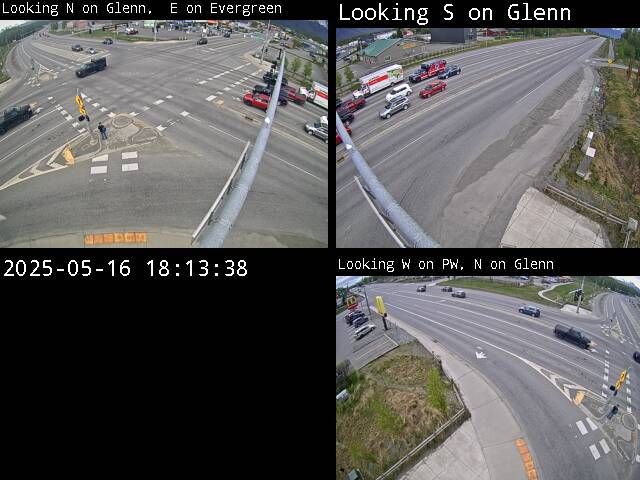 Looking N on Glenn,  E on Evergreen
Looking S on Glenn
2025-05-16 18:13:38
Looking W on PW, N on Glenn